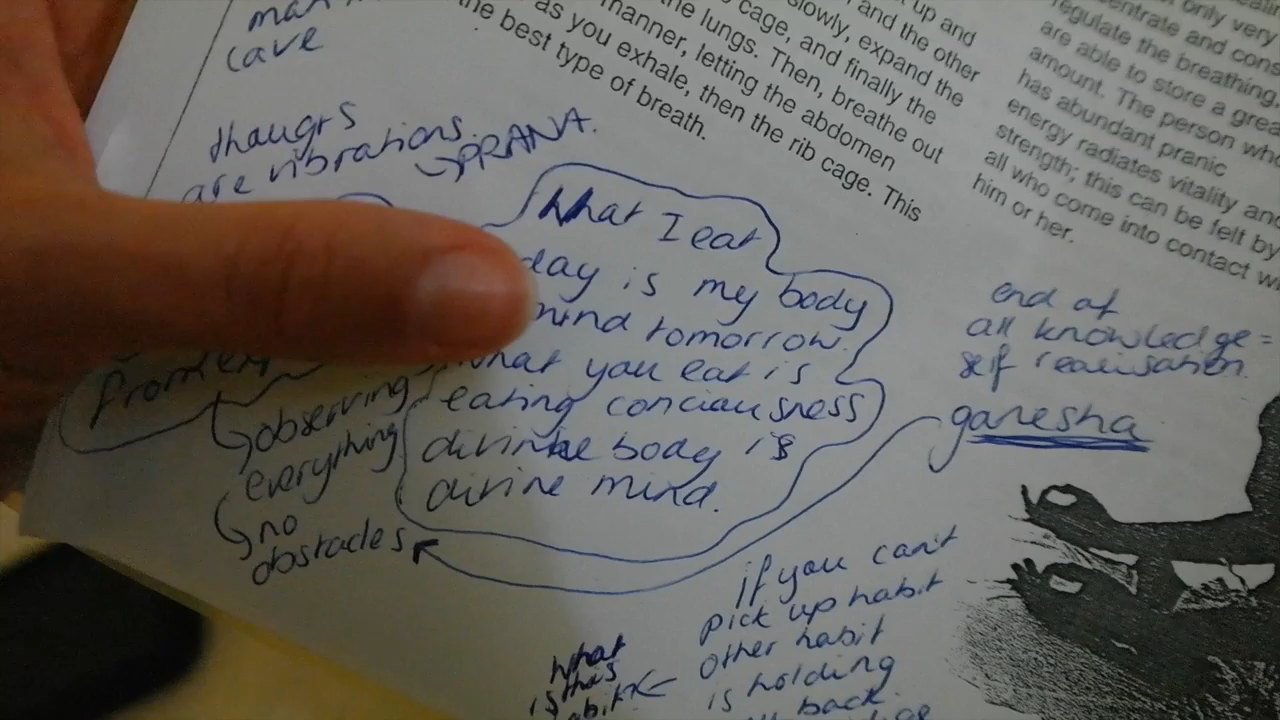 cave
thaugrs
are vibrations.
PRANA.
What I eat
day is my body
mind tomorrow.
what you eat is
eating conciousness
divine body is
divine mind.
observing
everything
no
obstacles
up and
and the other
slowly, expand the
cage, and finally the
the lungs. Then, breathe out
manner, letting the abdomen
as you exhale, then the rib cage. This
the best type of breath.
only very
regulate the breathing,
are able to store a
amount. The person who
has abundant pranic
energy radiates vitality and
strength; this can be felt by
all who come into contact
him or her.
end of
all knowledge =
self realisation.
ganesha
if you can't
pick up habit
other habit
is holding
back.
what
is this